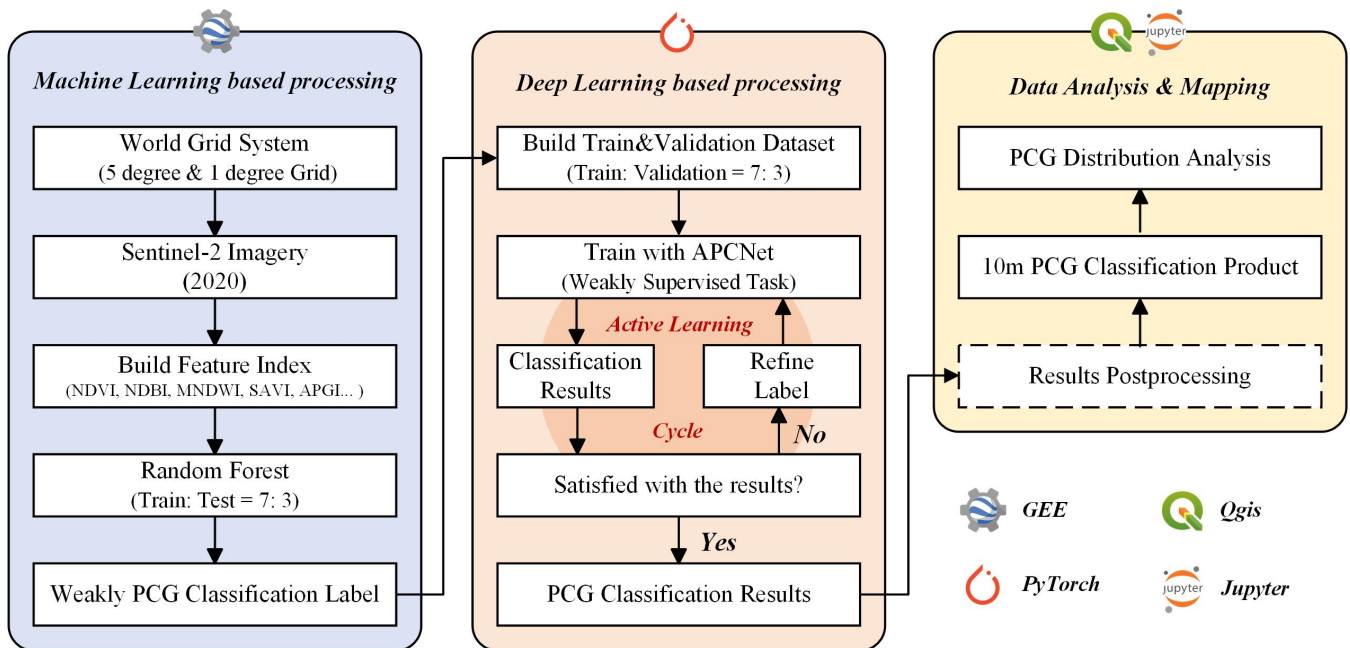 Machine Learning based processing
World Grid System
(5 degree & 1 degree Grid)
Sentinel-2 Imagery
(2020)
Build Feature Index
(NDVI, NDBI, MNDWI, SAVI, APGI... )
Random Forest
(Train: Test = 7: 3)
Weakly PCG Classification Label
Deep Learning based processing
Build Train&Validation Dataset
(Train: Validation = 7: 3)
Train with APCNet
(Weakly Supervised Task)
Active Learning
Classification
Results
Refine
Label
Cycle
No
Satisfied with the results?
Yes
PCG Classification Results
jupyter
Data Analysis & Mapping
PCG Distribution Analysis
10m PCG Classification Product
Results Postprocessing
GEE
Qgis
PyTorch
jupyter
Jupyter